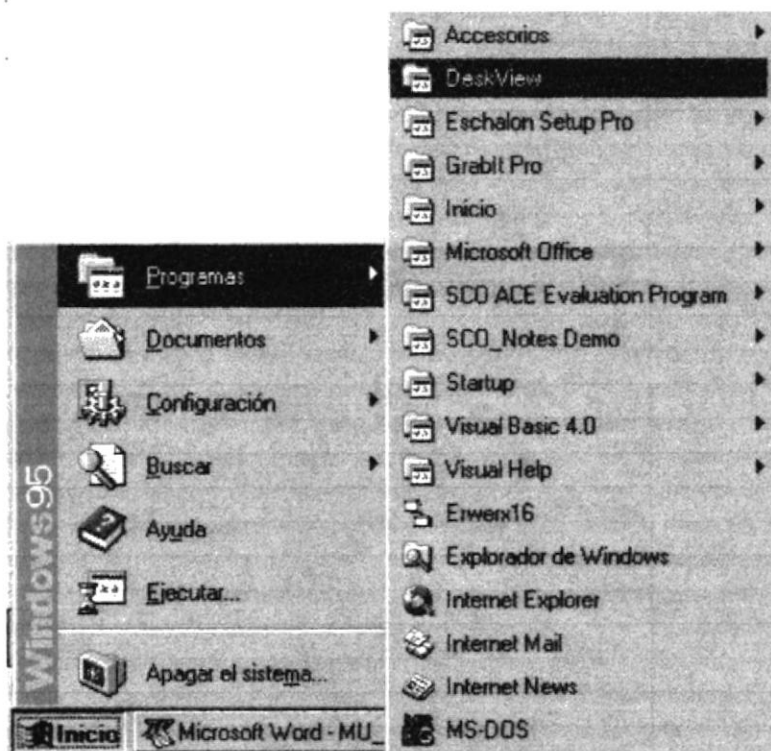 Accesorios
DeskView
Eschalon Setup Pro
GrabIt Pro
Inicio
Microsoft Office
SCO ACE Evaluation Program
SCO_Notes Demo
Startup
Visual Basic 4.0
Visual Help
Erwerx16
Explorador de Windows
Internet Explorer
Internet Mail
Internet News
MS-DOS
Programas
Documentos
Configuración
Buscar
Ayuda
Ejecutar...
Apagar el sistema...
Windows95
Inicio
Microsoft Word - MU_